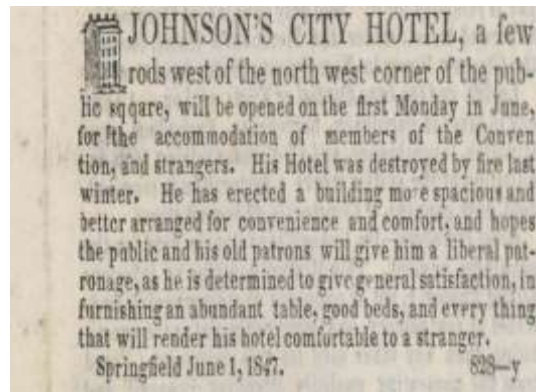 JOHNSON'S CITY HOTEL, a few
rods west of the north west corner of the pub-
lic sqqare, will be opened on the first Monday in June,
for the accommodation of members of the Conven
tion, and strangers. His Hotel was destroyed by fire last
winter. He has erected a building more spacious and
better arranged for convenience and comfort, and hopes
the public and his old patrons will give him a liberal pat-
ronage, as he is determined to give general satisfaction, in
furnishing an abundant table, good beds, and every thing
that will render his hotel comfortable to a stranger.
Springfield June 1, 1847. 828-y